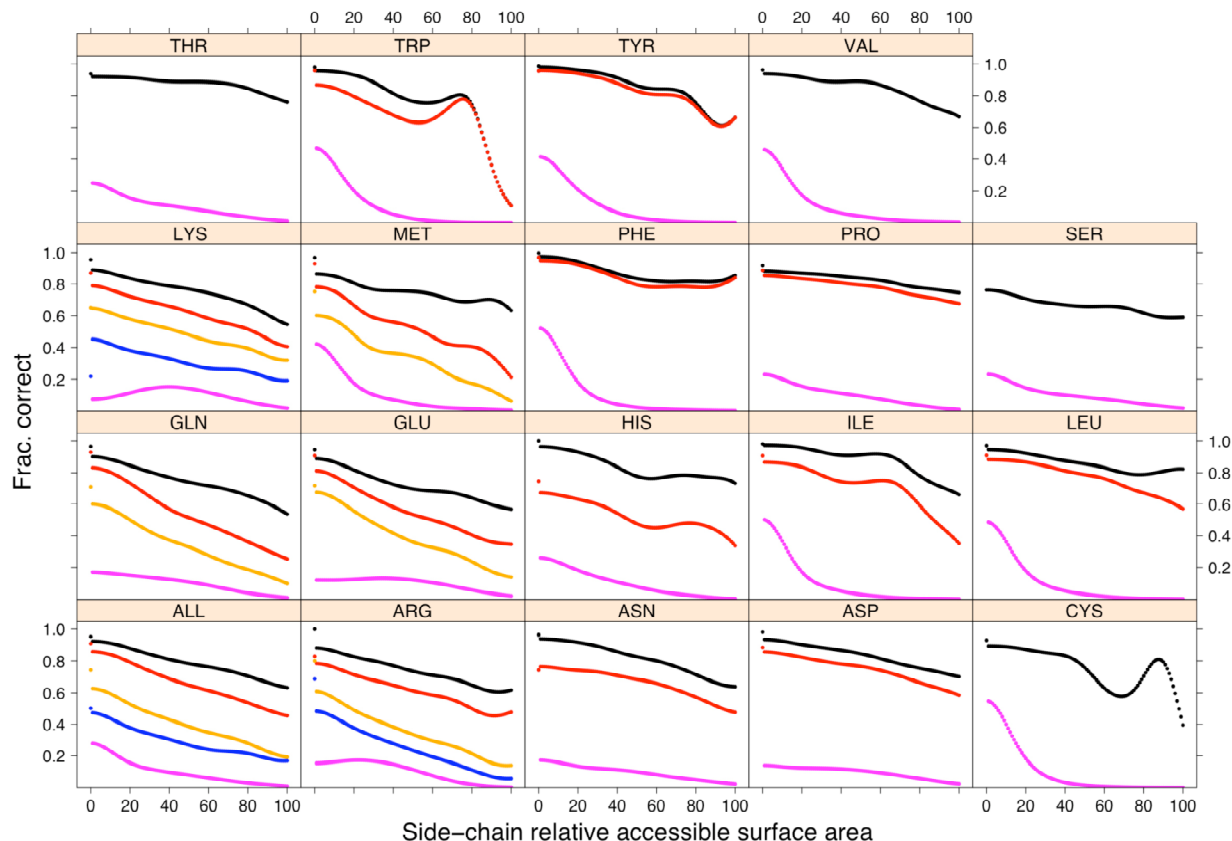 0 20 40 60 80 100 0 20 40 60 80 100
THR TRP TYR VAL
1.0
0.8
0.6
0.4
0.2
LYS MET PHE PRO SER
1.0
0.8
0.6
0.4
0.2
GLN GLU HIS ILE LEU
1.0
0.8
0.6
0.4
0.2
ALL ARG ASN ASP CYS
1.0
0.8
0.6
0.4
0.2
0 20 40 60 80 100 0 20 40 60 80 100 0 20 40 60 80 100
Frac. correct
Side-chain relative accessible surface area